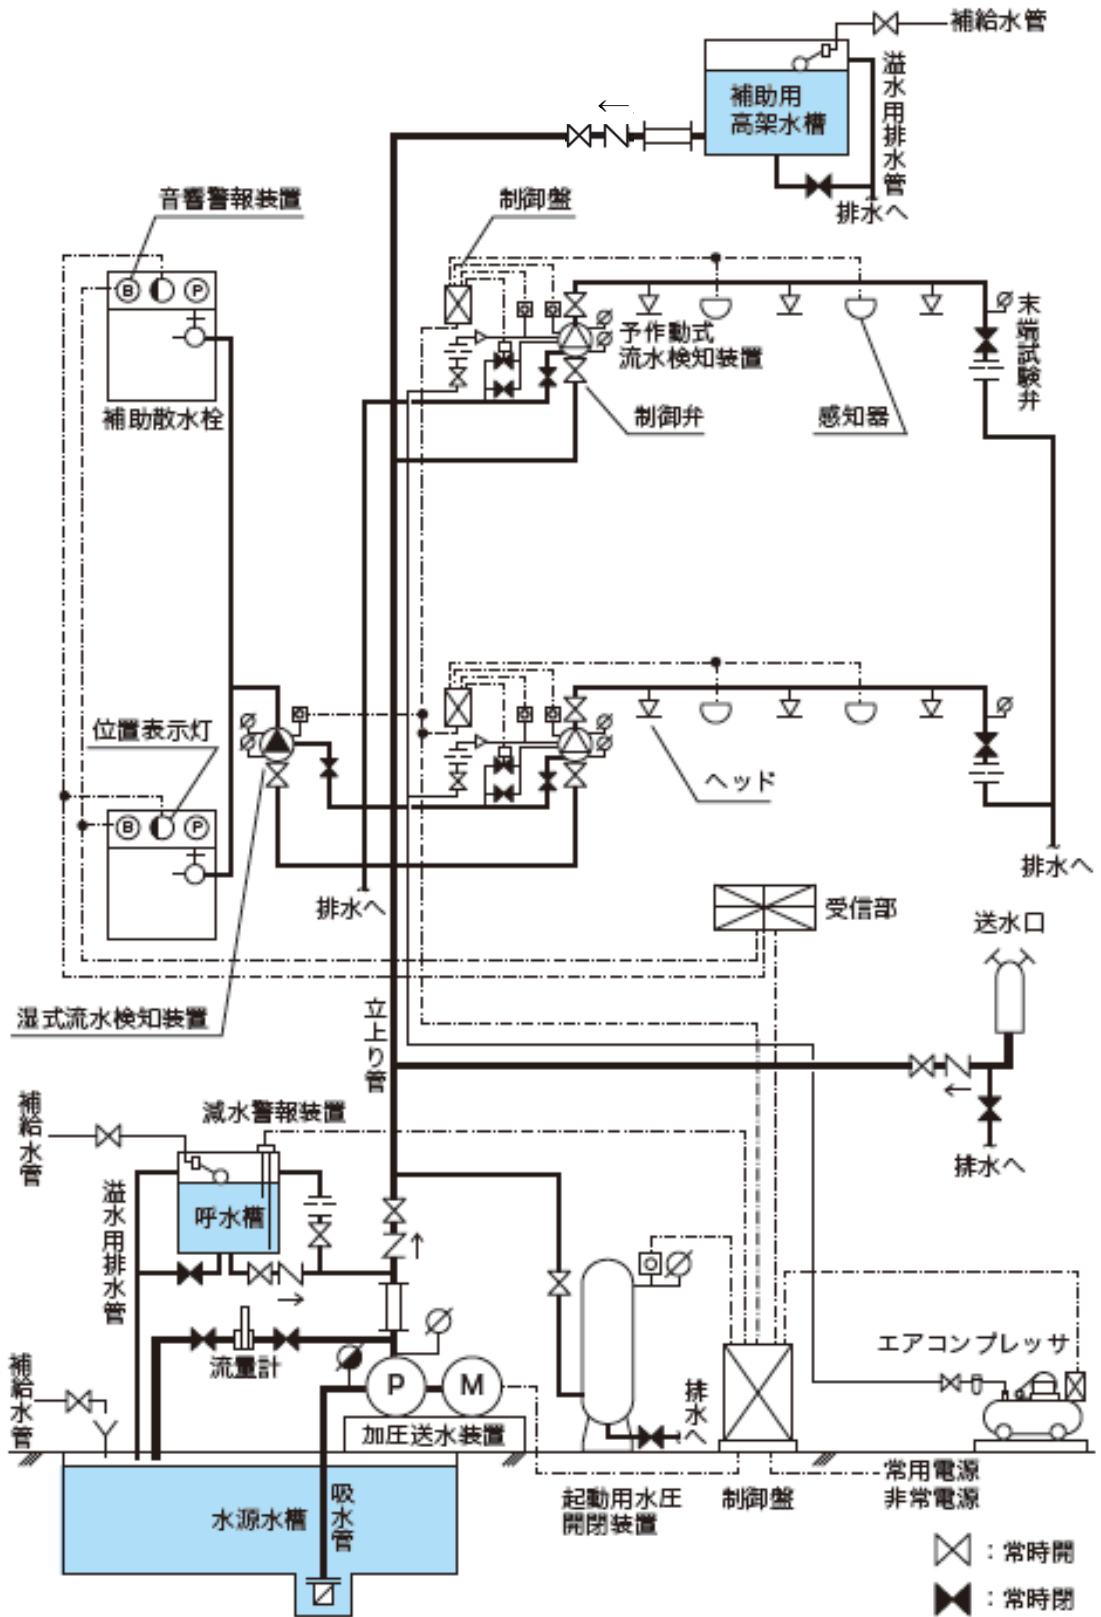 補給水管
溢水用排水管
補助用
高架水槽
排水へ
音響警報装置
制御盤
B
P
補助散水栓
予作動式
流水検知装置
制御弁
感知器
末端試験弁
位置表示灯
B
P
ヘッド
排水へ
排水へ
受信部
送水口
湿式流水検知装置
立上り管
排水へ
補給水管
減水警報装置
呼水槽
溢水用排水管
流量計
補給水管
P
M
加圧送水装置
排水へ
エアコンプレッサ
水源水槽
吸水管
起動用水圧
開閉装置
制御盤
常用電源
非常電源
：常時開
：常時閉